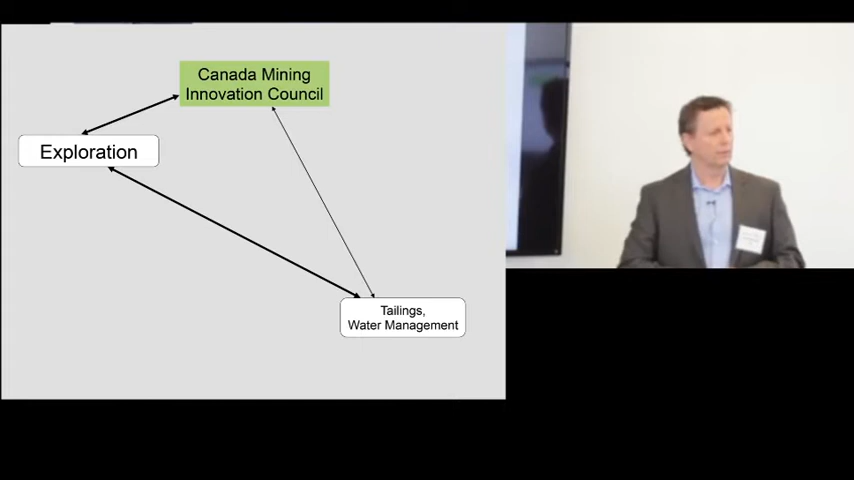 Canada Mining
Innovation Council
Exploration
Tailings,
Water Management